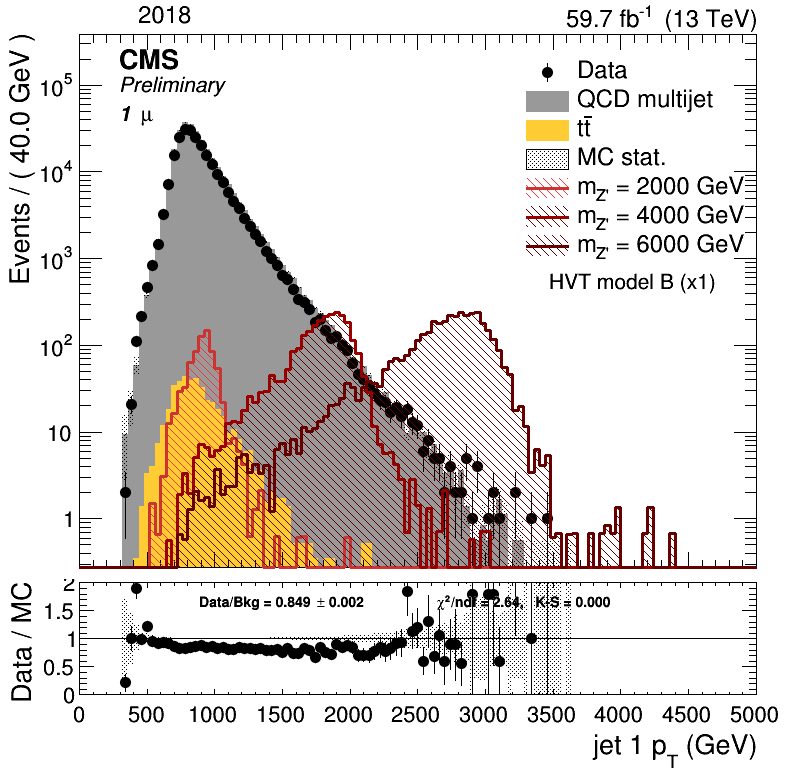 2018
59.7 fb⁻¹ (13 TeV)
CMS
Preliminary
1 μ
Data
QCD multijet
tt̄
MC stat.
m_Z' = 2000 GeV
m_Z' = 4000 GeV
m_Z' = 6000 GeV
HVT model B (x1)
Events / ( 40.0 GeV )
10⁵
10⁴
10³
10²
10
1
Data / MC
2
1.5
1
0.5
0
Data/Bkg = 0.849 ± 0.002
χ²/ndf = 2.64, K-S = 0.000
0 500 1000 1500 2000 2500 3000 3500 4000 4500 5000
jet 1 p_T (GeV)